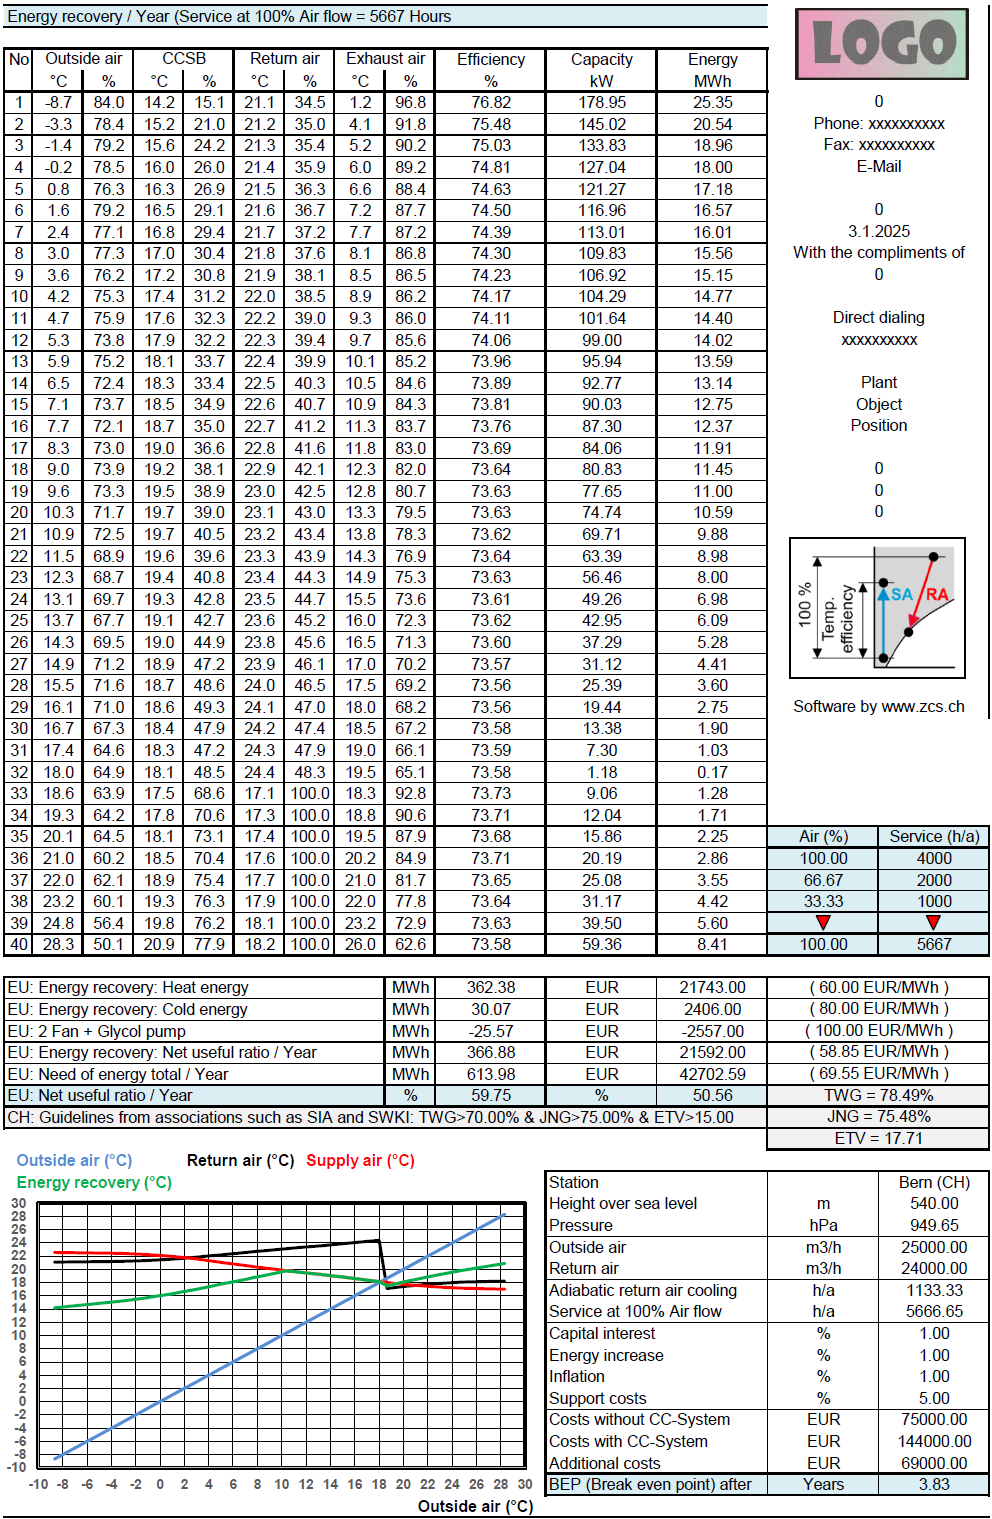 Energy recovery / Year (Service at 100% Air flow = 5667 Hours
LOGO
No Outside air CCSB Return air Exhaust air Efficiency Capacity Energy
°C % °C % °C % °C % % kW MWh
1 -8.7 84.0 14.2 15.1 21.1 34.5 1.2 96.8 76.82 178.95 25.35
2 -3.3 78.4 15.2 21.0 21.2 35.0 4.1 91.8 75.48 145.02 20.54
3 -1.4 79.2 15.6 24.2 21.3 35.4 5.2 90.2 75.03 133.83 18.96
4 -0.2 78.5 16.0 26.0 21.4 35.9 6.0 89.2 74.81 127.04 18.00
5 0.8 76.3 16.3 26.9 21.5 36.3 6.6 88.4 74.63 121.27 17.18
6 1.6 79.2 16.5 29.1 21.6 36.7 7.2 87.7 74.50 116.96 16.57
7 2.4 77.1 16.8 29.4 21.7 37.2 7.7 87.2 74.39 113.01 16.01
8 3.0 77.3 17.0 30.4 21.8 37.6 8.1 86.8 74.30 109.83 15.56
9 3.6 76.2 17.2 30.8 21.9 38.1 8.5 86.5 74.23 106.92 15.15
10 4.2 75.3 17.4 31.2 22.0 38.5 8.9 86.2 74.17 104.29 14.77
11 4.7 75.9 17.6 32.3 22.2 39.0 9.3 86.0 74.11 101.64 14.40
12 5.3 73.8 17.9 32.2 22.3 39.4 9.7 85.6 74.06 99.00 14.02
13 5.9 75.2 18.1 33.7 22.4 39.9 10.1 85.2 73.96 95.94 13.59
14 6.5 72.4 18.3 33.4 22.5 40.3 10.5 84.6 73.89 92.77 13.14
15 7.1 73.7 18.5 34.9 22.6 40.7 10.9 84.3 73.81 90.03 12.75
16 7.7 72.1 18.7 35.0 22.7 41.2 11.3 83.7 73.76 87.30 12.37
17 8.3 73.0 19.0 36.6 22.8 41.6 11.8 83.0 73.69 84.06 11.91
18 9.0 73.9 19.2 38.1 22.9 42.1 12.3 82.0 73.64 80.83 11.45
19 9.6 73.3 19.5 38.9 23.0 42.5 12.8 80.7 73.63 77.65 11.00
20 10.3 71.7 19.7 39.0 23.1 43.0 13.3 79.5 73.63 74.74 10.59
21 10.9 72.5 19.7 40.5 23.2 43.4 13.8 78.3 73.62 69.71 9.88
22 11.5 68.9 19.6 39.6 23.3 43.9 14.3 76.9 73.64 63.39 8.98
23 12.3 68.7 19.4 40.8 23.4 44.3 14.9 75.3 73.63 56.46 8.00
24 13.1 69.7 19.3 42.8 23.5 44.7 15.5 73.6 73.61 49.26 6.98
25 13.7 67.7 19.1 42.7 23.6 45.2 16.0 72.3 73.62 42.95 6.09
26 14.3 69.5 19.0 44.9 23.8 45.6 16.5 71.3 73.60 37.29 5.28
27 14.9 71.2 18.9 47.2 23.9 46.1 17.0 70.2 73.57 31.12 4.41
28 15.5 71.6 18.7 48.6 24.0 46.5 17.5 69.2 73.56 25.39 3.60
29 16.1 71.0 18.6 49.3 24.1 47.0 18.0 68.2 73.56 19.44 2.75
30 16.7 67.3 18.4 47.9 24.2 47.4 18.5 67.2 73.58 13.38 1.90
31 17.4 64.6 18.3 47.2 24.3 47.9 19.0 66.1 73.59 7.30 1.03
32 18.0 64.9 18.1 48.5 24.4 48.3 19.5 65.1 73.58 1.18 0.17
33 18.6 63.9 17.5 68.6 17.1 100.0 18.3 92.8 73.73 9.06 1.28
34 19.3 64.2 17.8 70.6 17.3 100.0 18.8 90.6 73.71 12.04 1.71
35 20.1 64.5 18.1 73.1 17.4 100.0 19.5 87.9 73.68 15.86 2.25
36 21.0 60.2 18.5 70.4 17.6 100.0 20.2 84.9 73.71 20.19 2.86
37 22.0 62.1 18.9 75.4 17.7 100.0 21.0 81.7 73.65 25.08 3.55
38 23.2 60.1 19.3 76.3 17.9 100.0 22.0 77.8 73.64 31.17 4.42
39 24.8 56.4 19.8 76.2 18.1 100.0 23.2 72.9 73.63 39.50 5.60
40 28.3 50.1 20.9 77.9 18.2 100.0 26.0 62.6 73.58 59.36 8.41
0
Phone: xxxxxxxxxx
Fax: xxxxxxxxxx
E-Mail
0
3.1.2025
With the compliments of
0
Direct dialing
xxxxxxxxxx
Plant
Object
Position
0
0
0
100 %
Temp.
efficiency
SA RA
Software by www.zcs.ch
Air (%) Service (h/a)
100.00 4000
66.67 2000
33.33 1000
100.00 5667
EU: Energy recovery: Heat energy MWh 362.38 EUR 21743.00 ( 60.00 EUR/MWh )
EU: Energy recovery: Cold energy MWh 30.07 EUR 2406.00 ( 80.00 EUR/MWh )
EU: 2 Fan + Glycol pump MWh -25.57 EUR -2557.00 ( 100.00 EUR/MWh )
EU: Energy recovery: Net useful ratio / Year MWh 366.88 EUR 21592.00 ( 58.85 EUR/MWh )
EU: Need of energy total / Year MWh 613.98 EUR 42702.59 ( 69.55 EUR/MWh )
EU: Net useful ratio / Year % 59.75 % 50.56 TWG = 78.49%
CH: Guidelines from associations such as SIA and SWKI: TWG>70.00% & JNG>75.00% & ETV>15.00 JNG = 75.48%
ETV = 17.71
Outside air (°C) Return air (°C) Supply air (°C)
Energy recovery (°C)
30
28
26
24
22
20
18
16
14
12
10
8
6
4
2
0
-2
-4
-6
-8
-10
-10 -8 -6 -4 -2 0 2 4 6 8 10 12 14 16 18 20 22 24 26 28 30
Outside air (°C)
Station Bern (CH)
Height over sea level m 540.00
Pressure hPa 949.65
Outside air m3/h 25000.00
Return air m3/h 24000.00
Adiabatic return air cooling h/a 1133.33
Service at 100% Air flow h/a 5666.65
Capital interest % 1.00
Energy increase % 1.00
Inflation % 1.00
Support costs % 5.00
Costs without CC-System EUR 75000.00
Costs with CC-System EUR 144000.00
Additional costs EUR 69000.00
BEP (Break even point) after Years 3.83